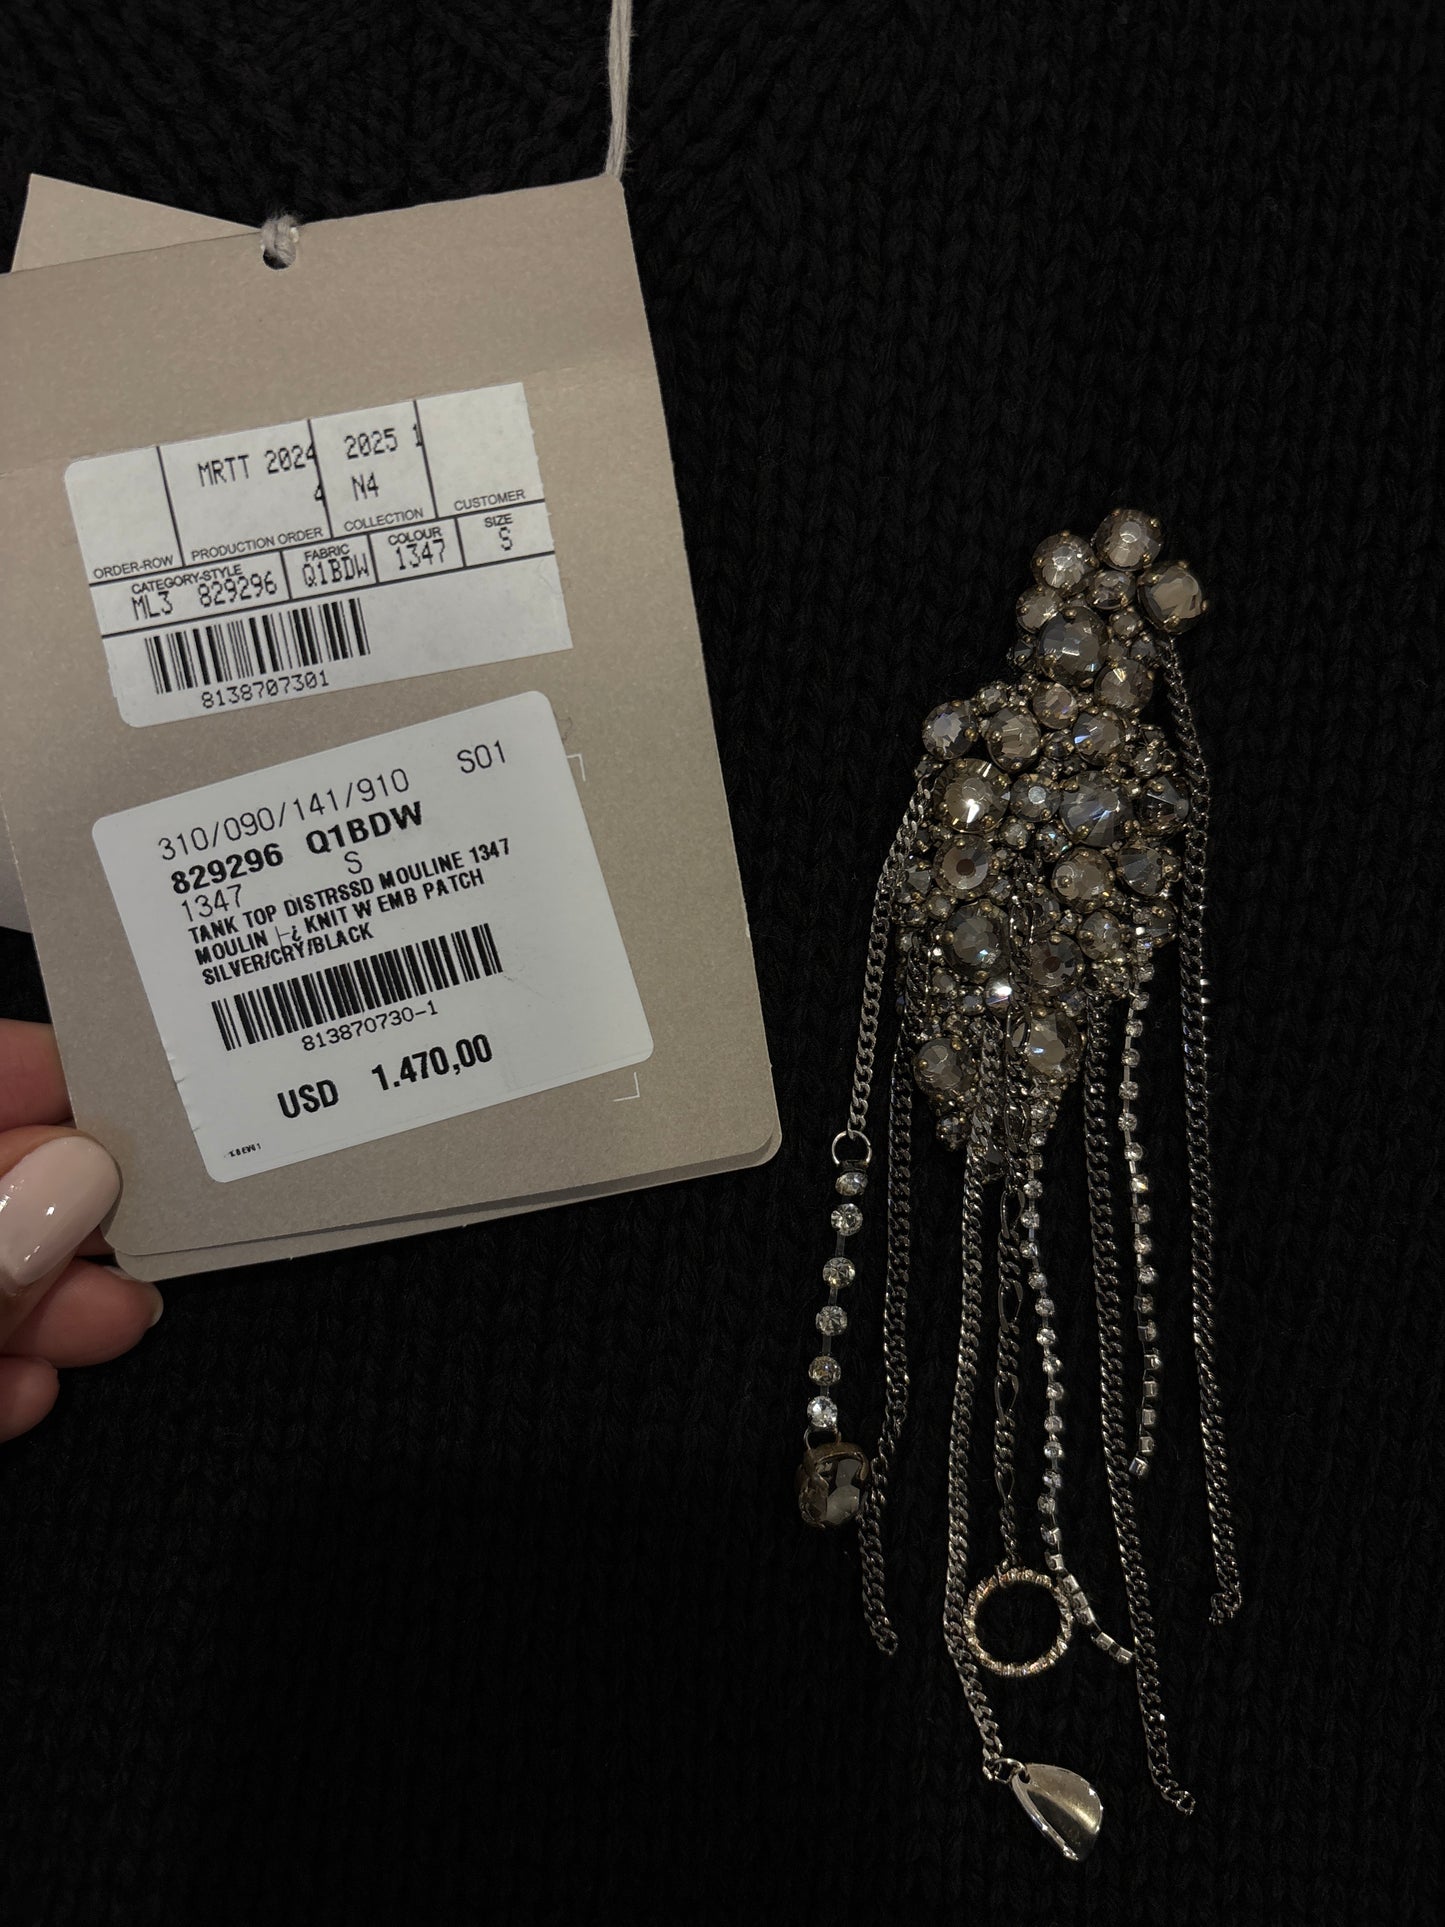 MRTT 2024
4
2025 1
N4
ORDER-ROW
PRODUCTION ORDER
COLLECTION
CUSTOMER
CATEGORY-STYLE
ML3 829296
FABRIC
Q1BDW
COLOUR
1347
SIZE
S
8138707301
310/090/141/910 S01
829296 Q1BDW
1347 S
TANK TOP DISTRSSD MOULINE 1347
MOULIN ├¿ KNIT W EMB PATCH
SILVER/CRY/BLACK
813870730-1
USD 1.470,00